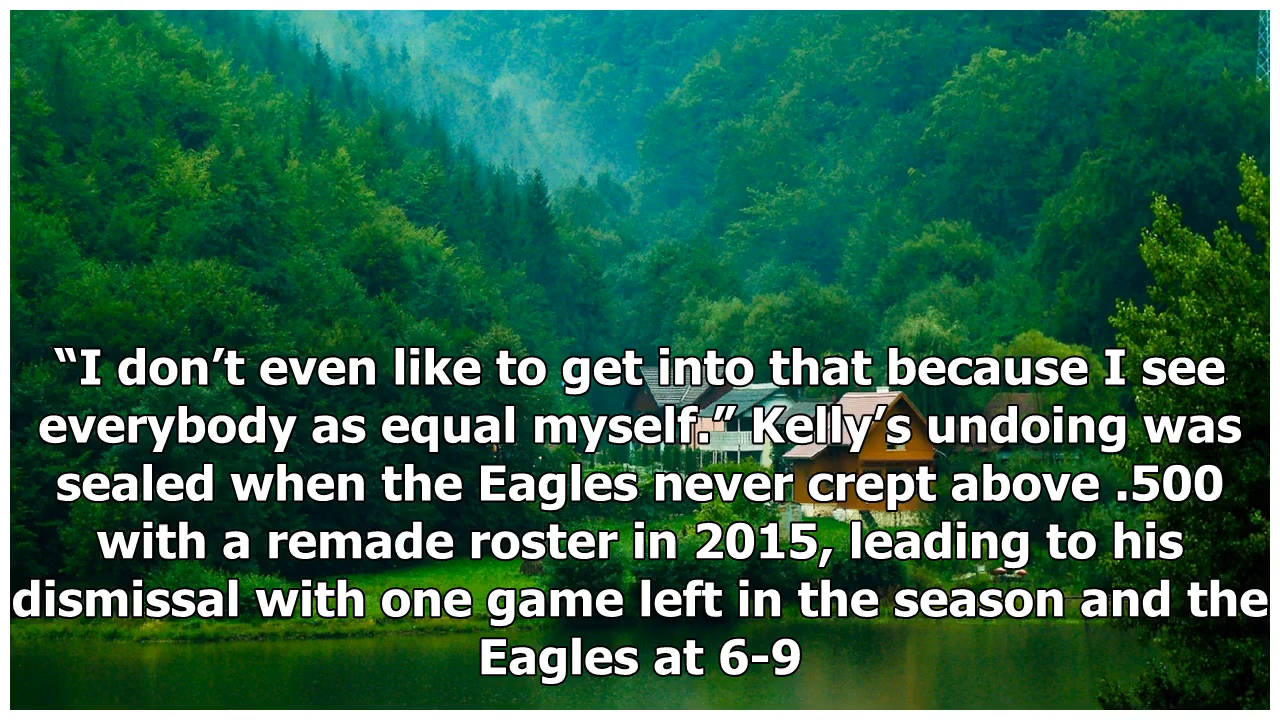 “I don’t even like to get into that because I see
everybody as equal myself.” Kelly’s undoing was
sealed when the Eagles never crept above .500
with a remade roster in 2015, leading to his
dismissal with one game left in the season and the
Eagles at 6-9